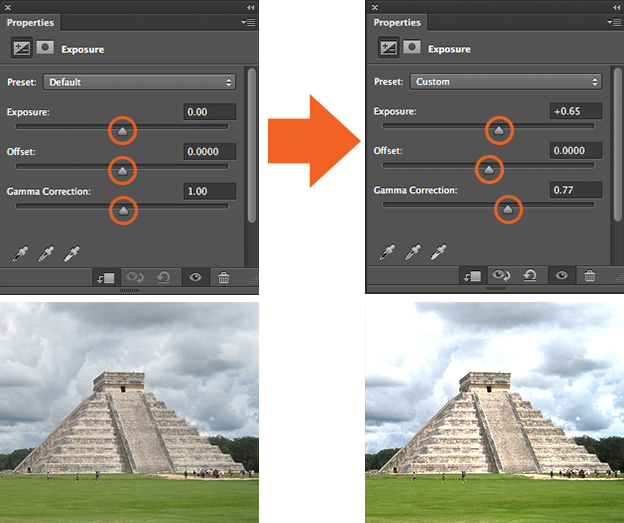 Properties
Exposure
Preset: Default
Exposure: 0.00
Offset: 0.0000
Gamma Correction: 1.00
Properties
Exposure
Preset: Custom
Exposure: +0.65
Offset: 0.0000
Gamma Correction: 0.77